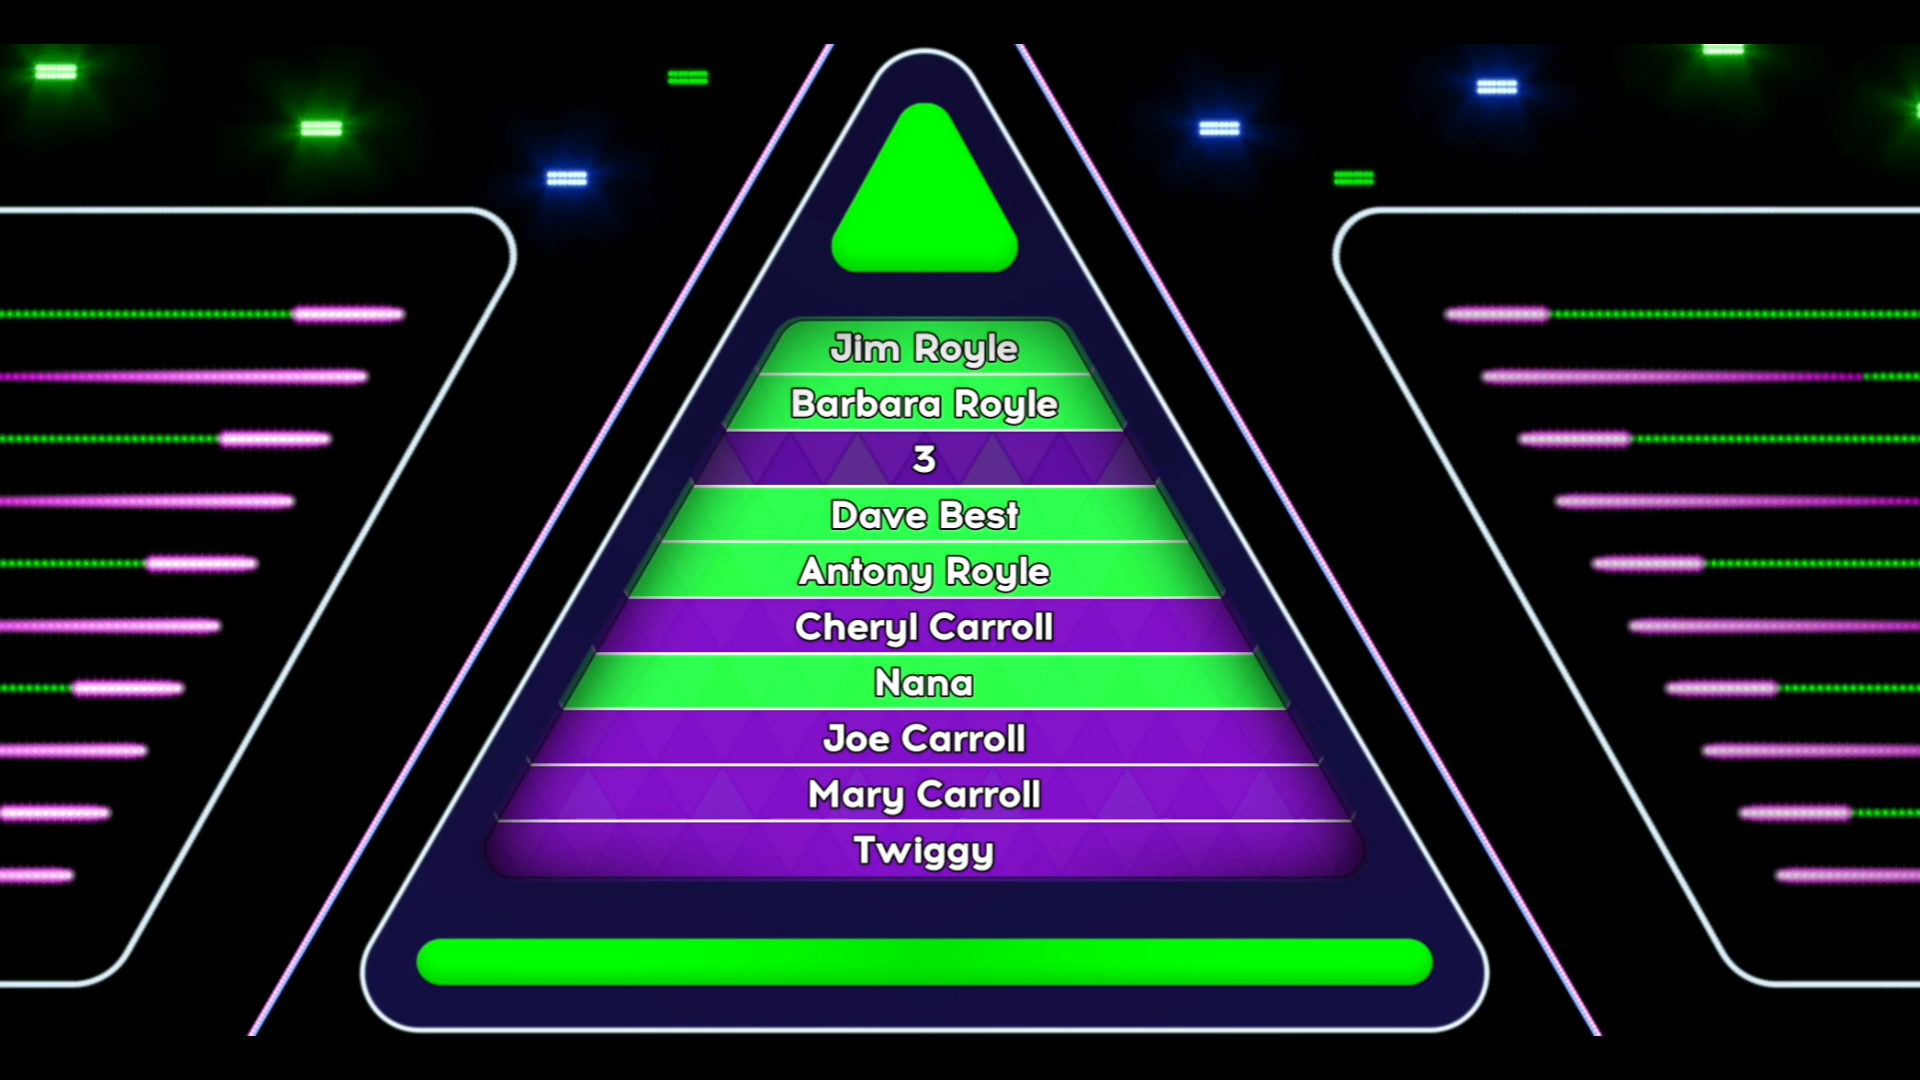 Jim Royle
Barbara Royle
3
Dave Best
Antony Royle
Cheryl Carroll
Nana
Joe Carroll
Mary Carroll
Twiggy